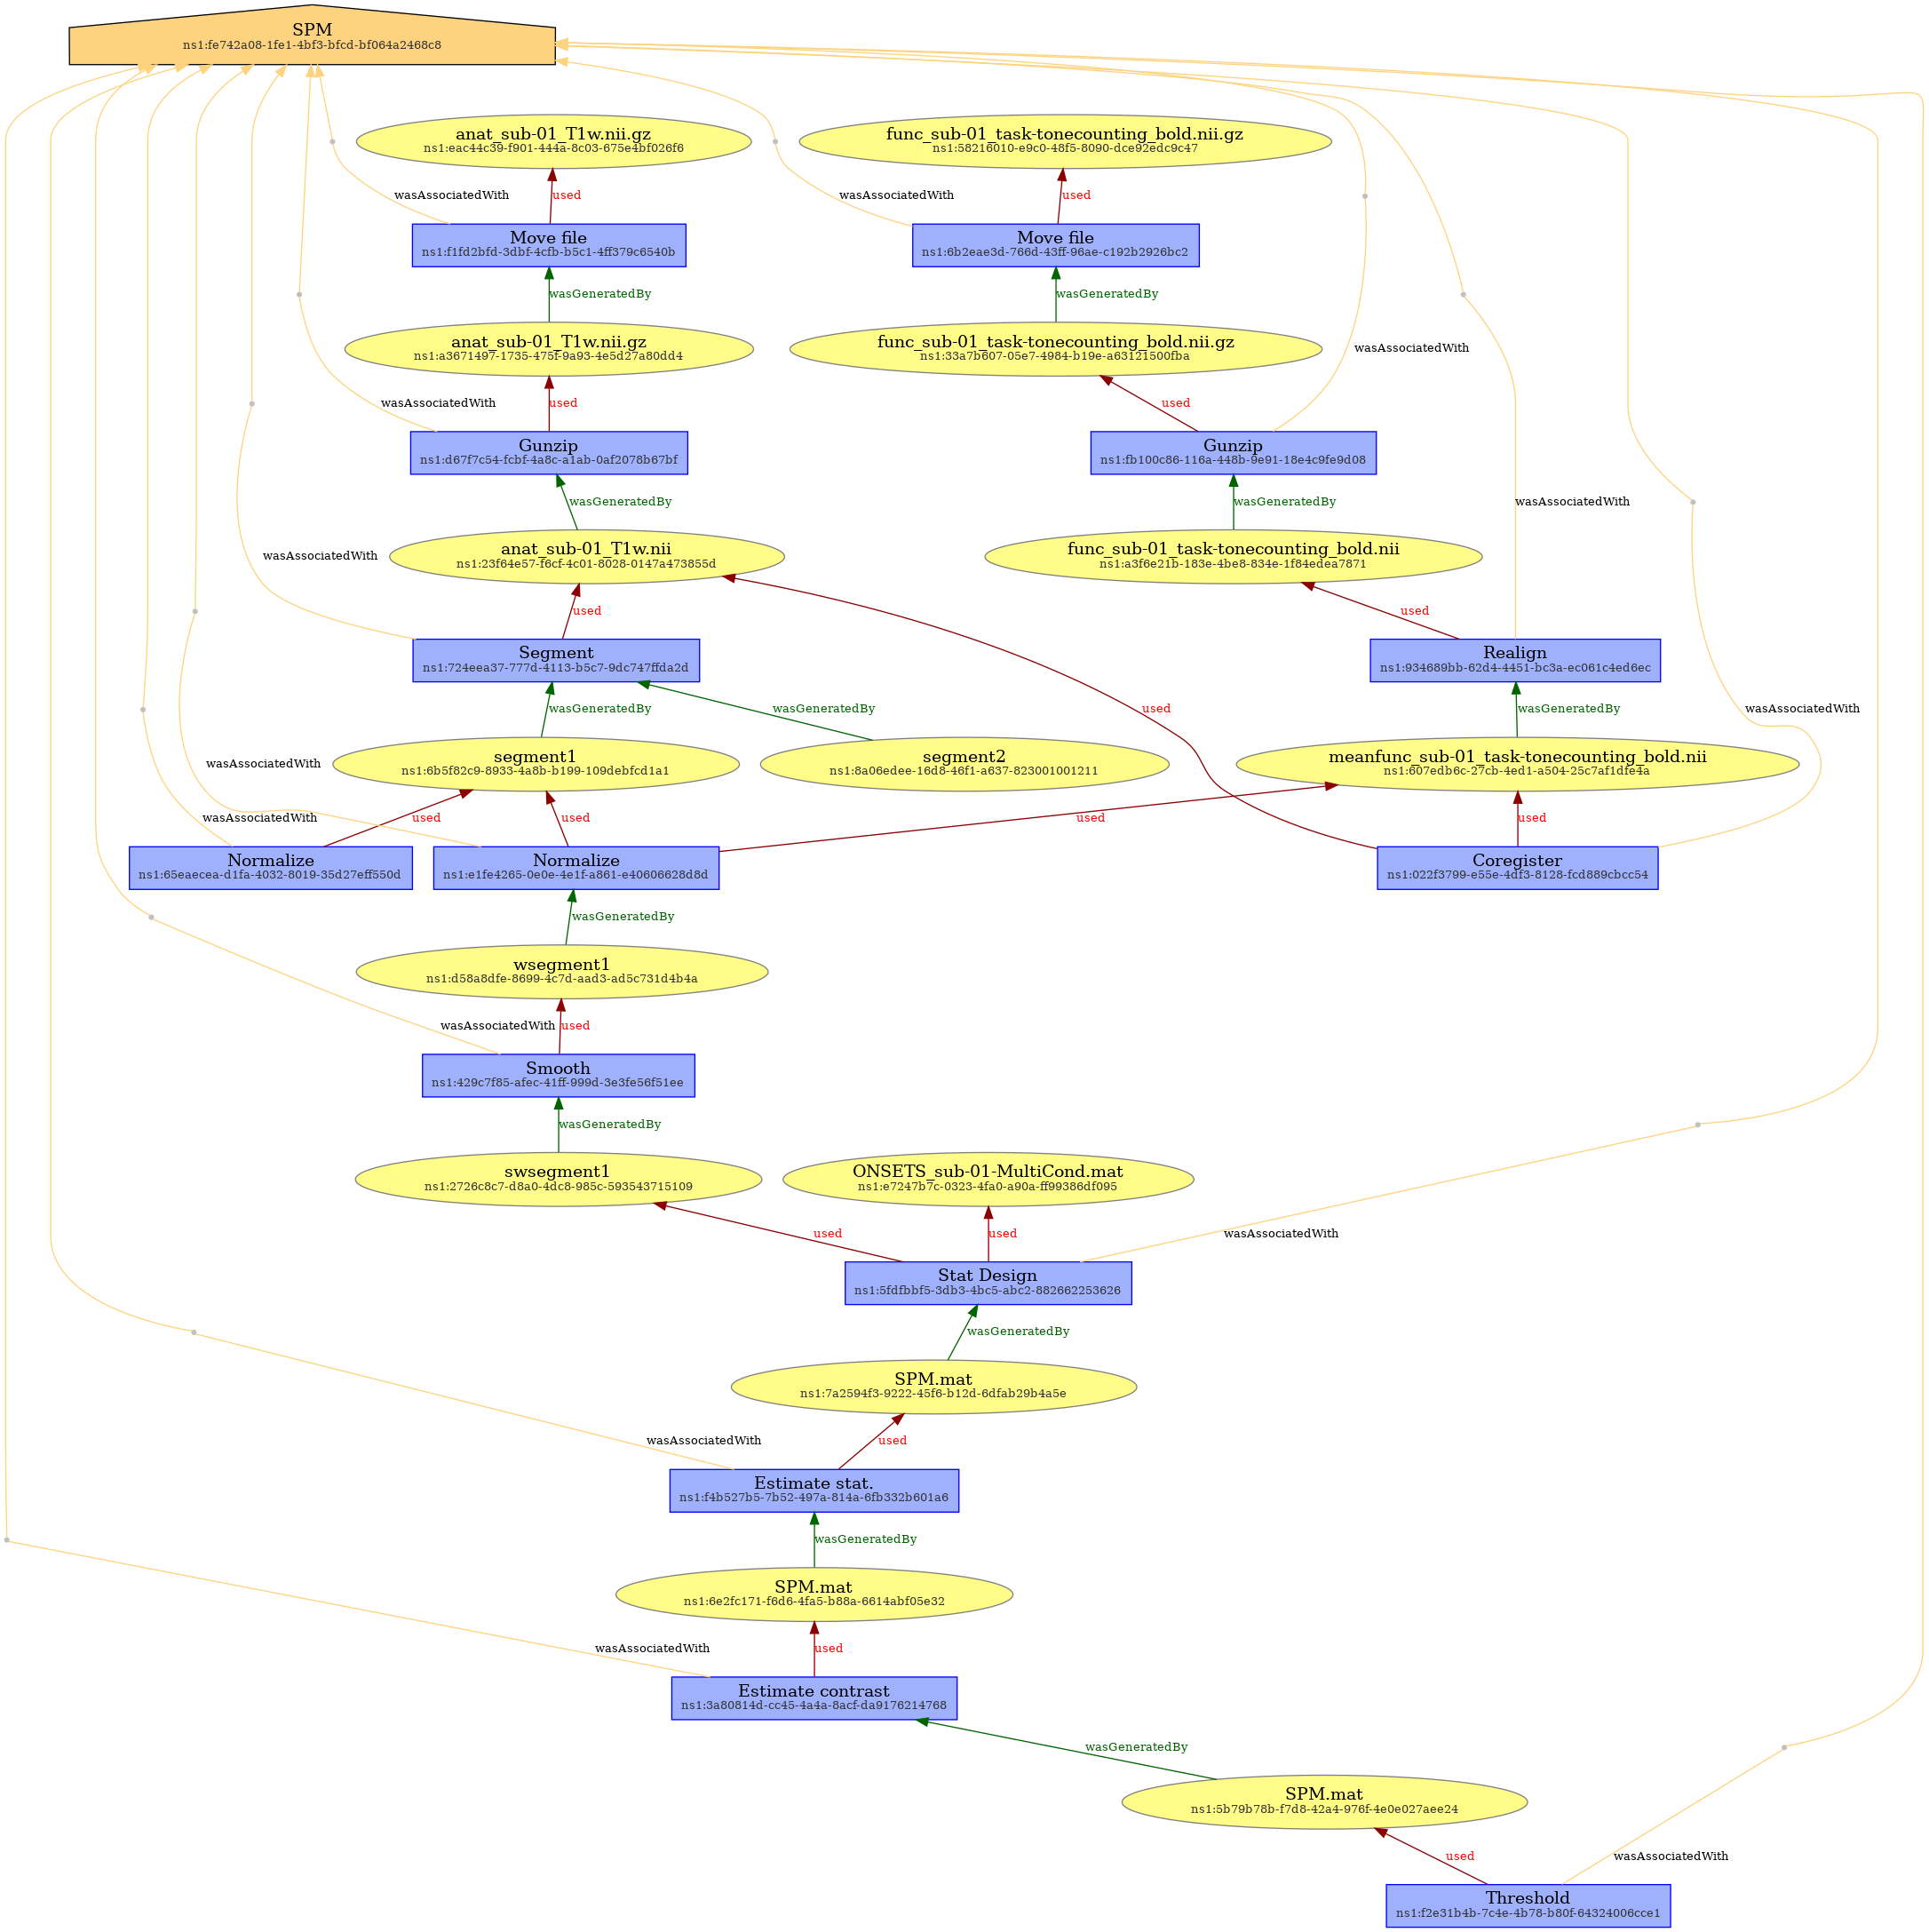 SPM
ns1:fe742a08-1fe1-4bf3-bfcd-bf064a2468c8
anat_sub-01_T1w.nii.gz
ns1:eac44c39-f901-444a-8c03-675e4bf026f6
func_sub-01_task-tonecounting_bold.nii.gz
ns1:58216010-e9c0-48f5-8090-dce92edc9c47
wasAssociatedWith
used
wasAssociatedWith
used
Move file
ns1:f1fd2bfd-3dbf-4cfb-b5c1-4ff379c6540b
Move file
ns1:6b2eae3d-766d-43ff-96ae-c192b2926bc2
wasGeneratedBy
wasGeneratedBy
anat_sub-01_T1w.nii.gz
ns1:a3671497-1735-475f-9a93-4e5d27a80dd4
func_sub-01_task-tonecounting_bold.nii.gz
ns1:33a7b607-05e7-4984-b19e-a63121500fba
wasAssociatedWith
wasAssociatedWith
used
used
Gunzip
ns1:d67f7c54-fcbf-4a8c-a1ab-0af2078b67bf
Gunzip
ns1:fb100c86-116a-448b-9e91-18e4c9fe9d08
wasGeneratedBy
wasGeneratedBy
wasAssociatedWith
anat_sub-01_T1w.nii
ns1:23f64e57-f6cf-4c01-8028-0147a473855d
func_sub-01_task-tonecounting_bold.nii
ns1:a3f6e21b-183e-4be8-834e-1f84edea7871
wasAssociatedWith
used
used
Segment
ns1:724eea37-777d-4113-b5c7-9dc747ffda2d
Realign
ns1:934689bb-62d4-4451-bc3a-ec061c4ed6ec
wasGeneratedBy
wasGeneratedBy
used
wasGeneratedBy
wasAssociatedWith
segment1
ns1:6b5f82c9-8933-4a8b-b199-109debfcd1a1
segment2
ns1:8a06edee-16d8-46f1-a637-823001001211
meanfunc_sub-01_task-tonecounting_bold.nii
ns1:607edb6c-27cb-4ed1-a504-25c7af1dfe4a
wasAssociatedWith
wasAssociatedWith
used
used
used
used
Normalize
ns1:65eaecea-d1fa-4032-8019-35d27eff550d
Normalize
ns1:e1fe4265-0e0e-4e1f-a861-e40606628d8d
Coregister
ns1:022f3799-e55e-4df3-8128-fcd889cbcc54
wasGeneratedBy
wsegment1
ns1:d58a8dfe-8699-4c7d-aad3-ad5c731d4b4a
wasAssociatedWith
used
Smooth
ns1:429c7f85-afec-41ff-999d-3e3fe56f51ee
wasGeneratedBy
swsegment1
ns1:2726c8c7-d8a0-4dc8-985c-593543715109
ONSETS_sub-01-MultiCond.mat
ns1:e7247b7c-0323-4fa0-a90a-ff99386df095
used
used
wasAssociatedWith
Stat Design
ns1:5fdfbbf5-3db3-4bc5-abc2-882662253626
wasGeneratedBy
SPM.mat
ns1:7a2594f3-9222-45f6-b12d-6dfab29b4a5e
wasAssociatedWith
used
Estimate stat.
ns1:f4b527b5-7b52-497a-814a-6fb332b601a6
wasGeneratedBy
SPM.mat
ns1:6e2fc171-f6d6-4fa5-b88a-6614abf05e32
wasAssociatedWith
used
Estimate contrast
ns1:3a80814d-cc45-4a4a-8acf-da9176214768
wasGeneratedBy
SPM.mat
ns1:5b79b78b-f7d8-42a4-976f-4e0e027aee24
used
wasAssociatedWith
Threshold
ns1:f2e31b4b-7c4e-4b78-b80f-64324006cce1